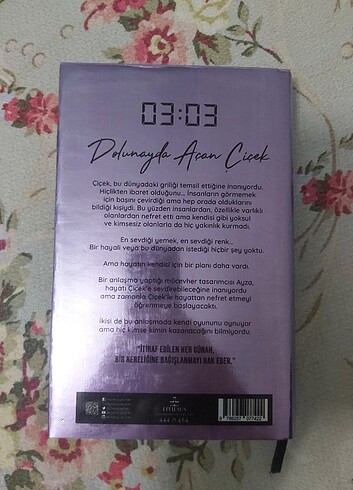 03:03
Dolunayda Açan Çiçek
Çiçek, bu dünyadaki griliği temsil ettiğine inanıyordu.
Hiçlikten ibaret olduğunu... İnsanların görmemek
için başını çevirdiği ama hep orada olduklarını
bildiği kişiydi. Bu yüzden insanlardan, özellikle varlıklı
olanlardan nefret etti ama kendisi gibi yoksul
ve kimsesiz olanlarla da hiç yakınlık kurmadı.
En sevdiği yemek, en sevdiği renk...
Bir hayali veya bu dünyadan istediği hiçbir şey yoktu.
Ama hayatın kendisi için bir planı daha vardı.
Bir anlaşma yaptığı mücevher tasarımcısı Ayza,
hayatı Çiçek'e sevdirebileceğine inanıyordu
ama zamanla Çiçek'le hayattan nefret etmeyi
öğrenmeye başlayacaktı.
İkisi de bu anlaşmada kendi oyununu oynuyor
ama hiç kimse kimin kazanacağını bilmiyordu.
"İTİRAF EDİLEN HER GÜNAH,
BİR KERELİĞİNE BAĞIŞLANMAYI HAK EDER."
EPHESUS